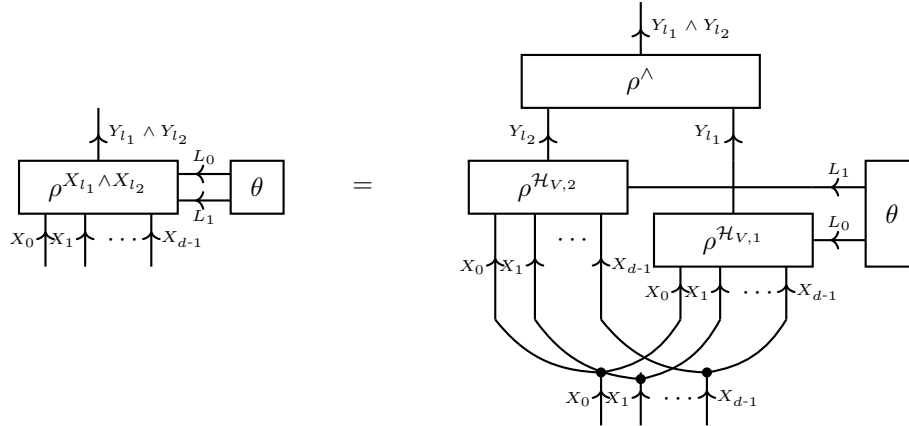 Y_{l_1} ∧ Y_{l_2}
ρ^∧
Y_{l_1} ∧ Y_{l_2} Y_{l_2} Y_{l_1}
L_0 L_1
ρ^{X_{l_1} ∧ X_{l_2}} θ = ρ^{\mathcal{H}_{V,2}} θ
L_1 L_0
X_0 X_1 ... X_{d-1} ... ρ^{\mathcal{H}_{V,1}}
X_0 X_1 X_{d-1} X_0 X_1 ... X_{d-1}
X_0 X_1 ... X_{d-1}